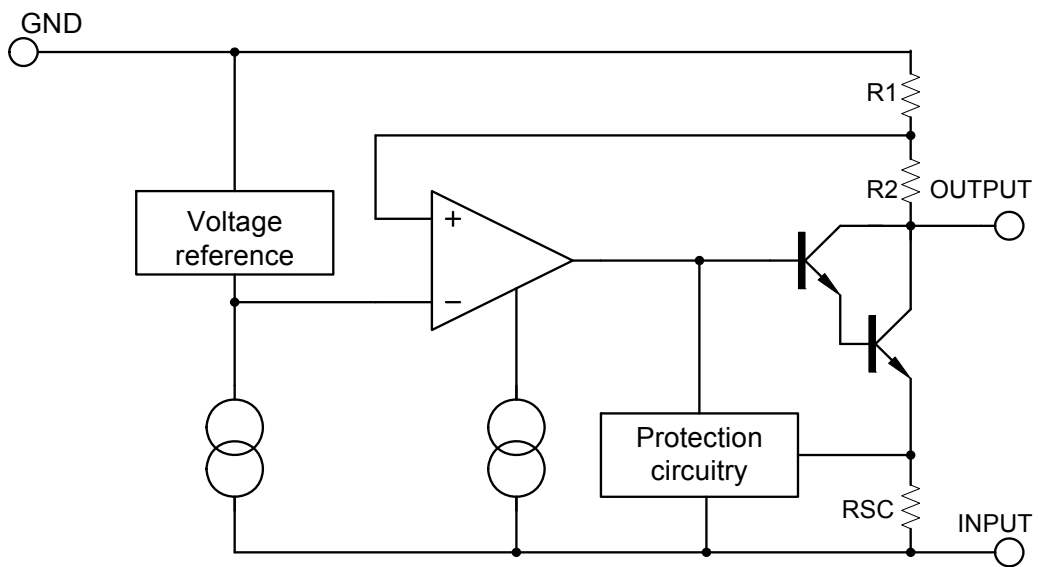 GND
R1
R2
OUTPUT
Voltage
reference
+
−
Protection
circuitry
RSC
INPUT